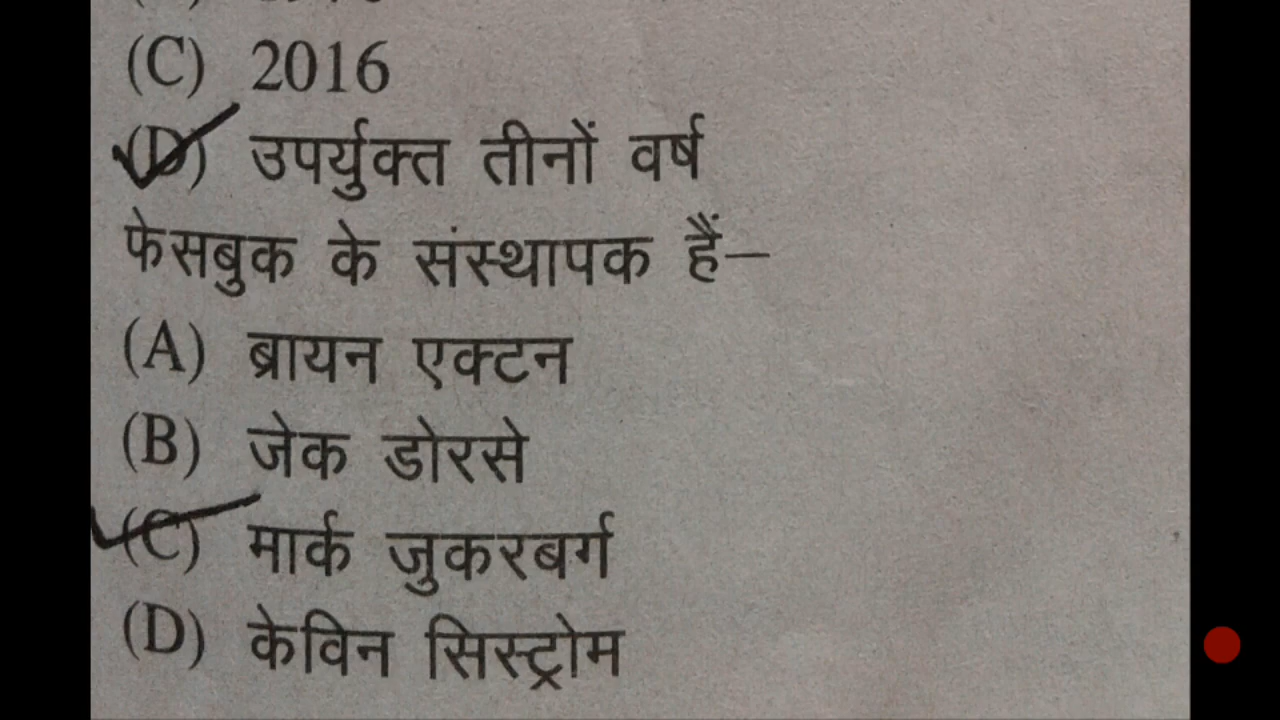 (C) 2016
(D) उपर्युक्त तीनों वर्ष
फेसबुक के संस्थापक हैं–
(A) ब्रायन एक्टन
(B) जेक डोरसे
(C) मार्क जुकरबर्ग
(D) केविन सिस्ट्रोम